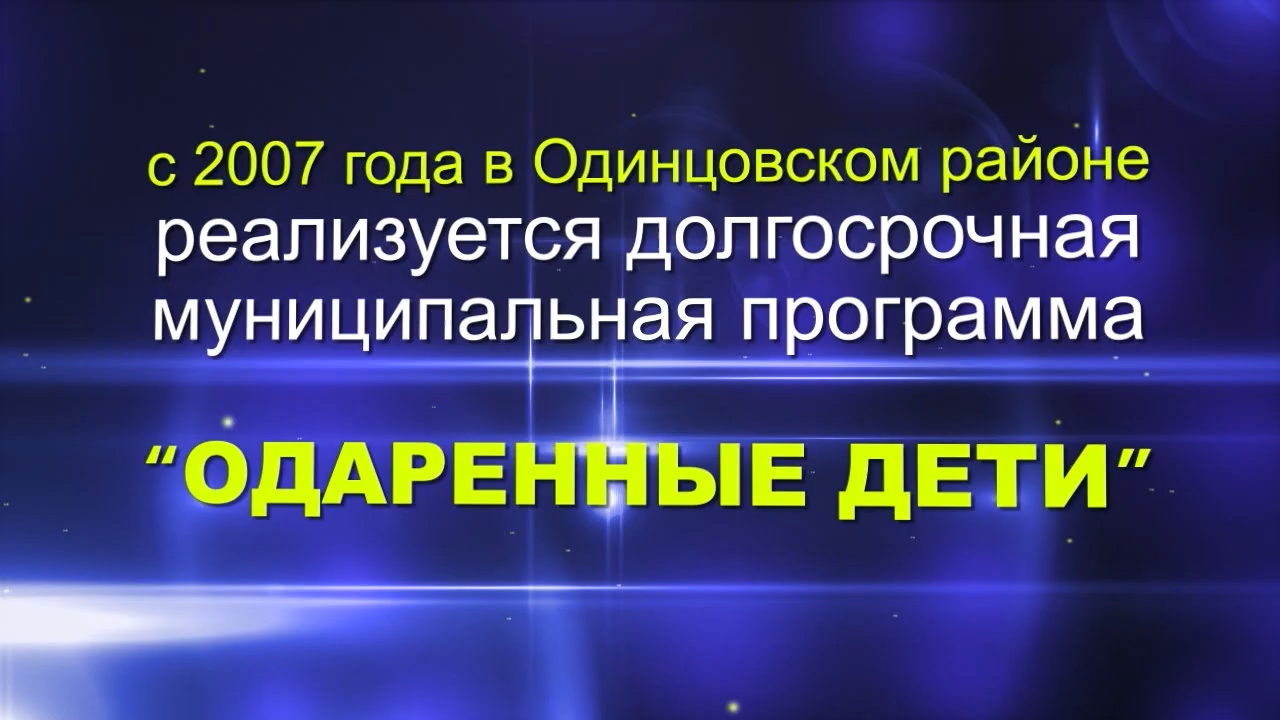 с 2007 года в Одинцовском районе
реализуется долгосрочная
муниципальная программа
“ОДАРЕННЫЕ ДЕТИ”